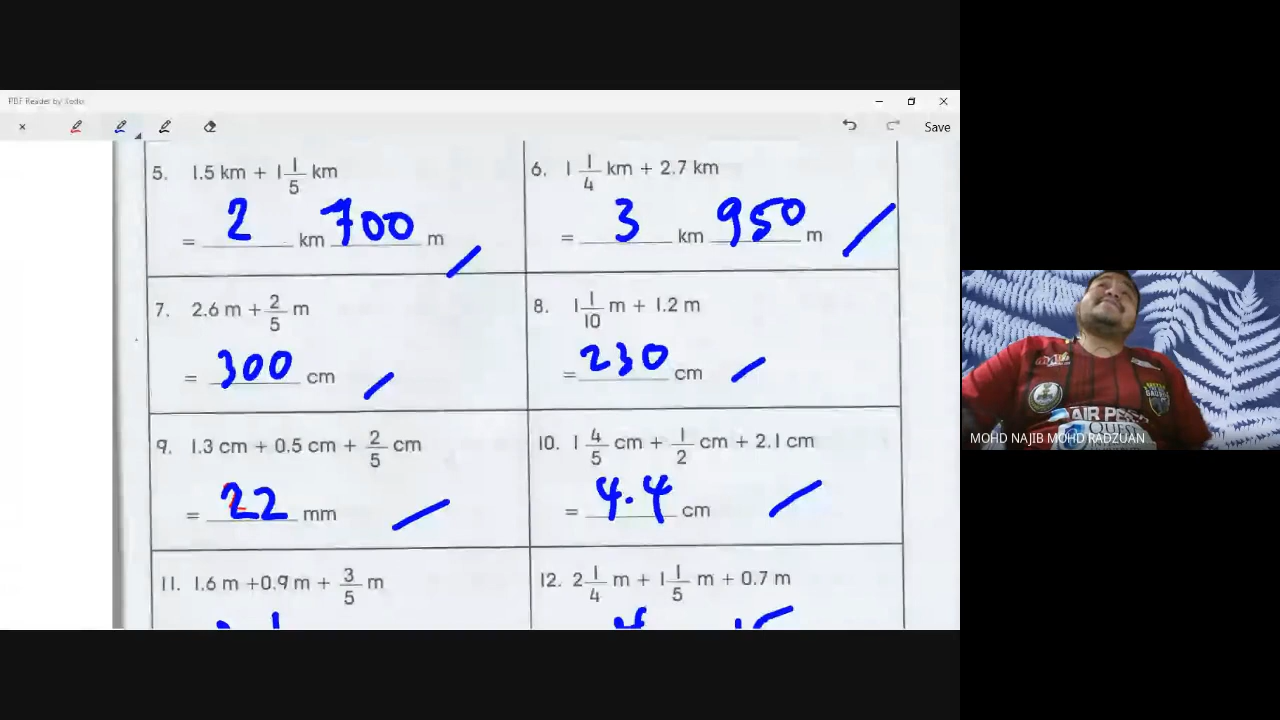 PDF Reader by Xodo
Save
5. 1.5 km + 1 1/5 km
= 2 km 700 m
6. 1 1/4 km + 2.7 km
= 3 km 950 m
7. 2.6 m + 2/5 m
= 300 cm
8. 1 1/10 m + 1.2 m
= 230 cm
9. 1.3 cm + 0.5 cm + 2/5 cm
= 22 mm
10. 1 4/5 cm + 1/2 cm + 2.1 cm
= 4.4 cm
11. 1.6 m +0.9 m + 3/5 m
12. 2 1/4 m + 1 1/5 m + 0.7 m
MOHD NAJIB MOHD RADZUAN